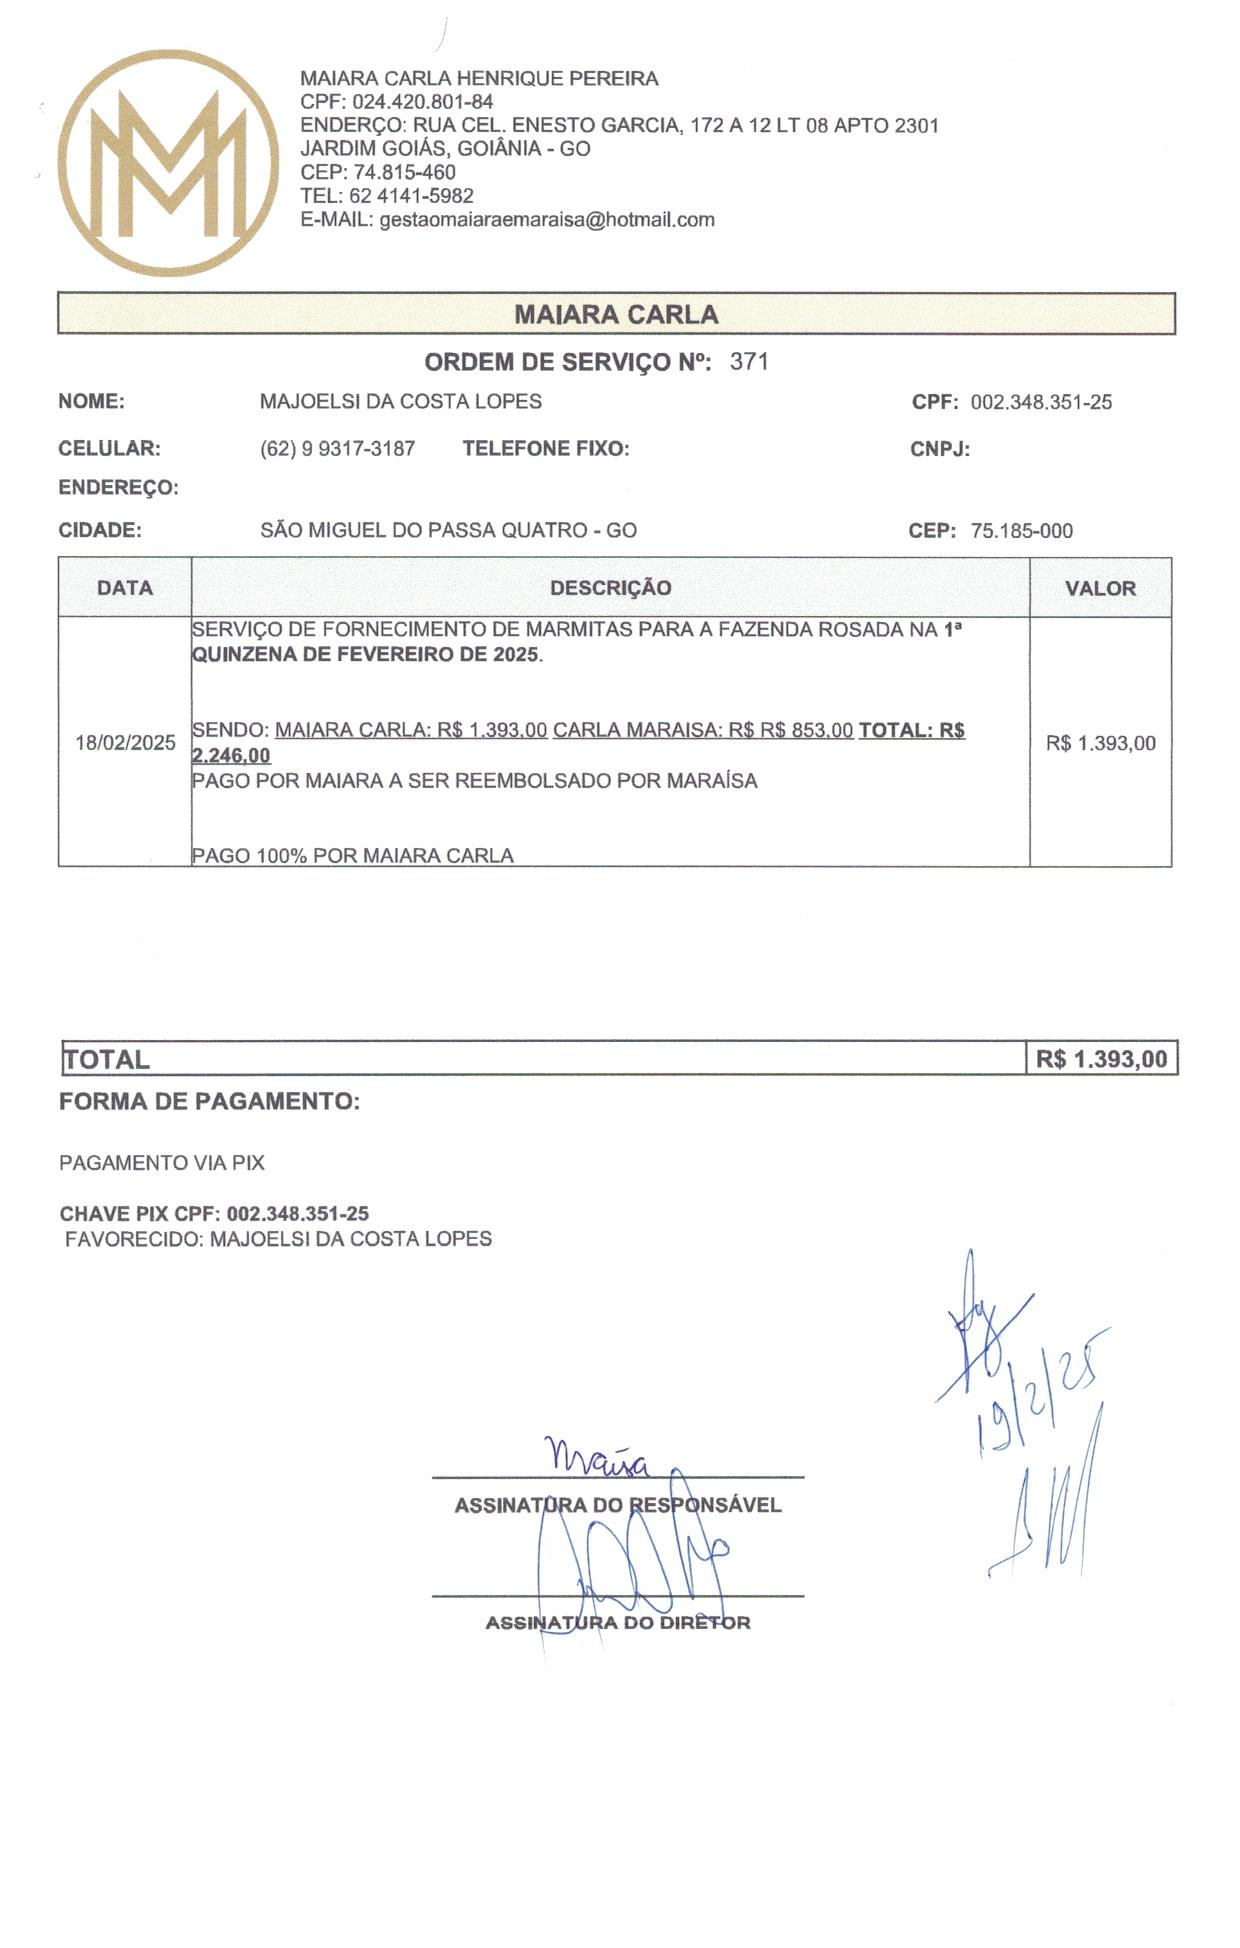 MAIARA CARLA HENRIQUE PEREIRA
CPF: 024.420.801-84
ENDERÇO: RUA CEL. ENESTO GARCIA, 172 A 12 LT 08 APTO 2301
JARDIM GOIÁS, GOIÂNIA - GO
CEP: 74.815-460
TEL: 62 4141-5982
E-MAIL: gestaomaiaraemaraisa@hotmail.com
MAIARA CARLA
ORDEM DE SERVIÇO Nº: 371
NOME: MAJOELSI DA COSTA LOPES CPF: 002.348.351-25
CELULAR: (62) 9 9317-3187 TELEFONE FIXO: CNPJ:
ENDEREÇO:
CIDADE: SÃO MIGUEL DO PASSA QUATRO - GO CEP: 75.185-000
DATA DESCRIÇÃO VALOR
SERVIÇO DE FORNECIMENTO DE MARMITAS PARA A FAZENDA ROSADA NA 1ª
QUINZENA DE FEVEREIRO DE 2025.
SENDO: MAIARA CARLA: R$ 1.393,00 CARLA MARAISA: R$ R$ 853,00 TOTAL: R$
18/02/2025 R$ 1.393,00
2.246,00
PAGO POR MAIARA A SER REEMBOLSADO POR MARAÍSA
PAGO 100% POR MAIARA CARLA
TOTAL R$ 1.393,00
FORMA DE PAGAMENTO:
PAGAMENTO VIA PIX
CHAVE PIX CPF: 002.348.351-25
FAVORECIDO: MAJOELSI DA COSTA LOPES
19/2/25
ASSINATURA DO RESPONSÁVEL
ASSINATURA DO DIRETOR